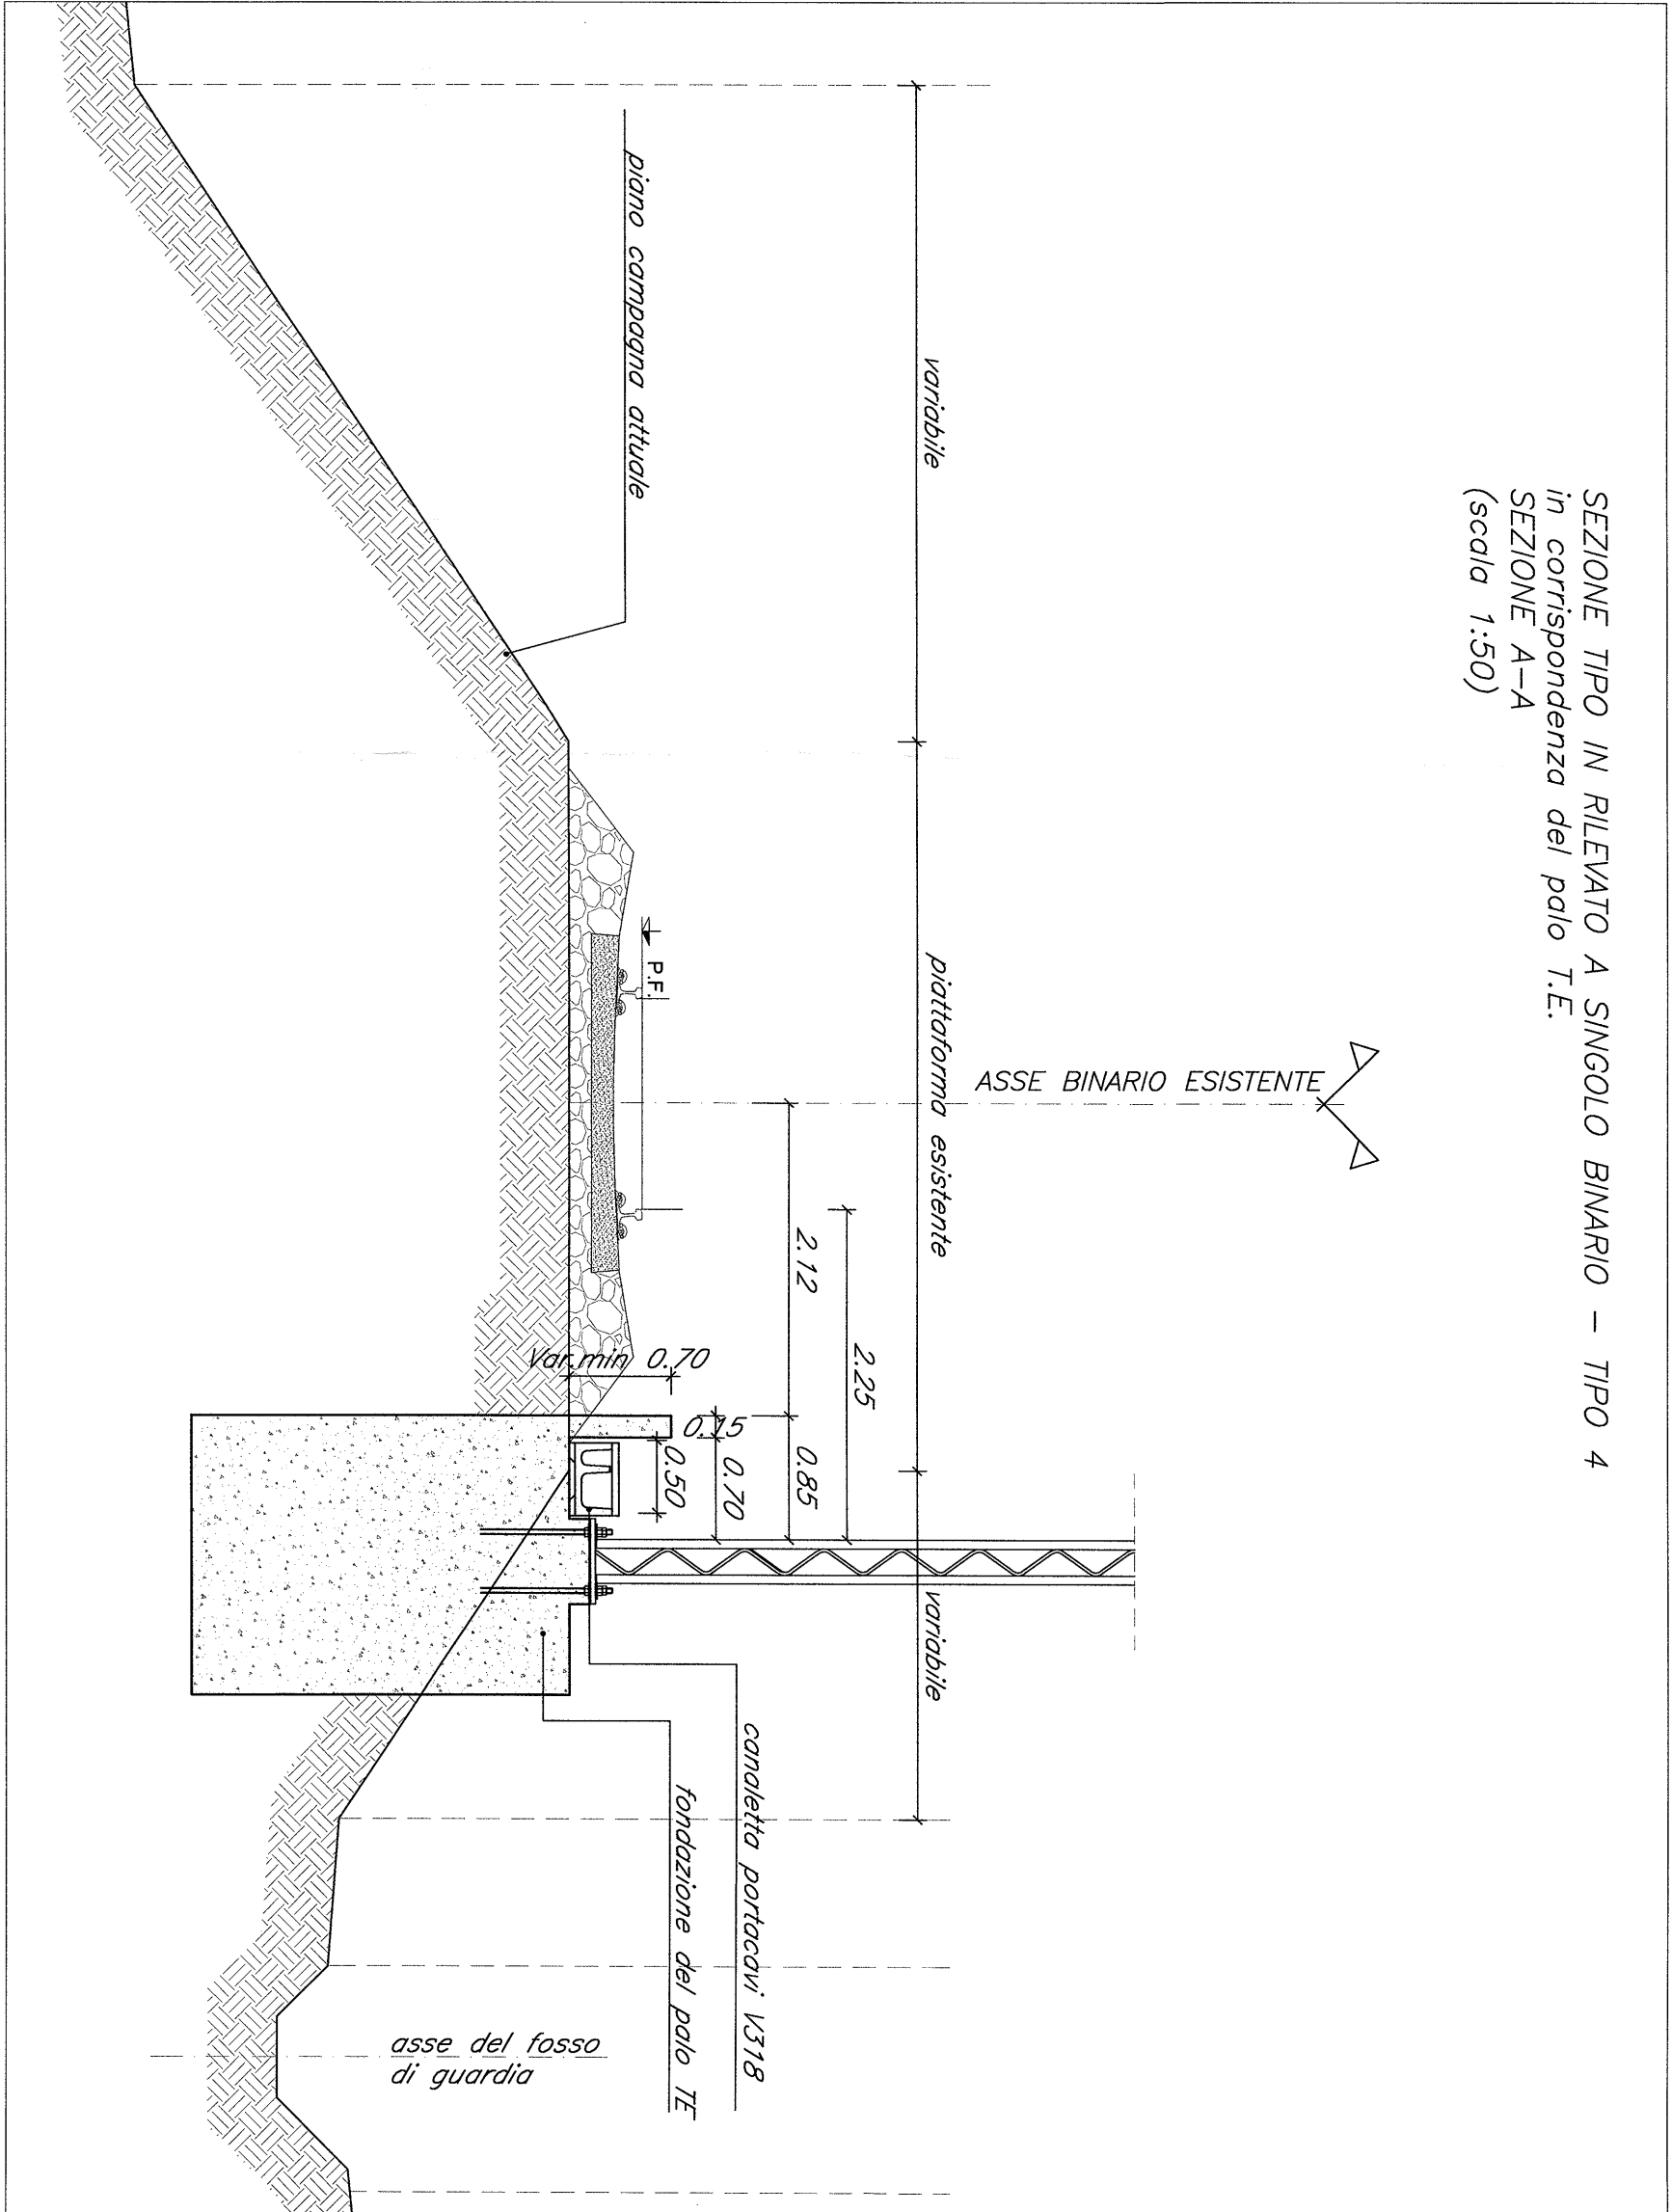 SEZIONE TIPO IN RILEVATO A SINGOLO BINARIO – TIPO 4
in corrispondenza del palo T.E.
SEZIONE A–A
(scala 1:50)
ASSE BINARIO ESISTENTE
variabile
piattaforma esistente
variabile
2.25
2.12
0.85
0.70
0.15
0.50
Var.min 0.70
P.F.
piano campagna attuale
canaletta portacavi V318
fondazione del palo TE
asse del fosso
di guardia